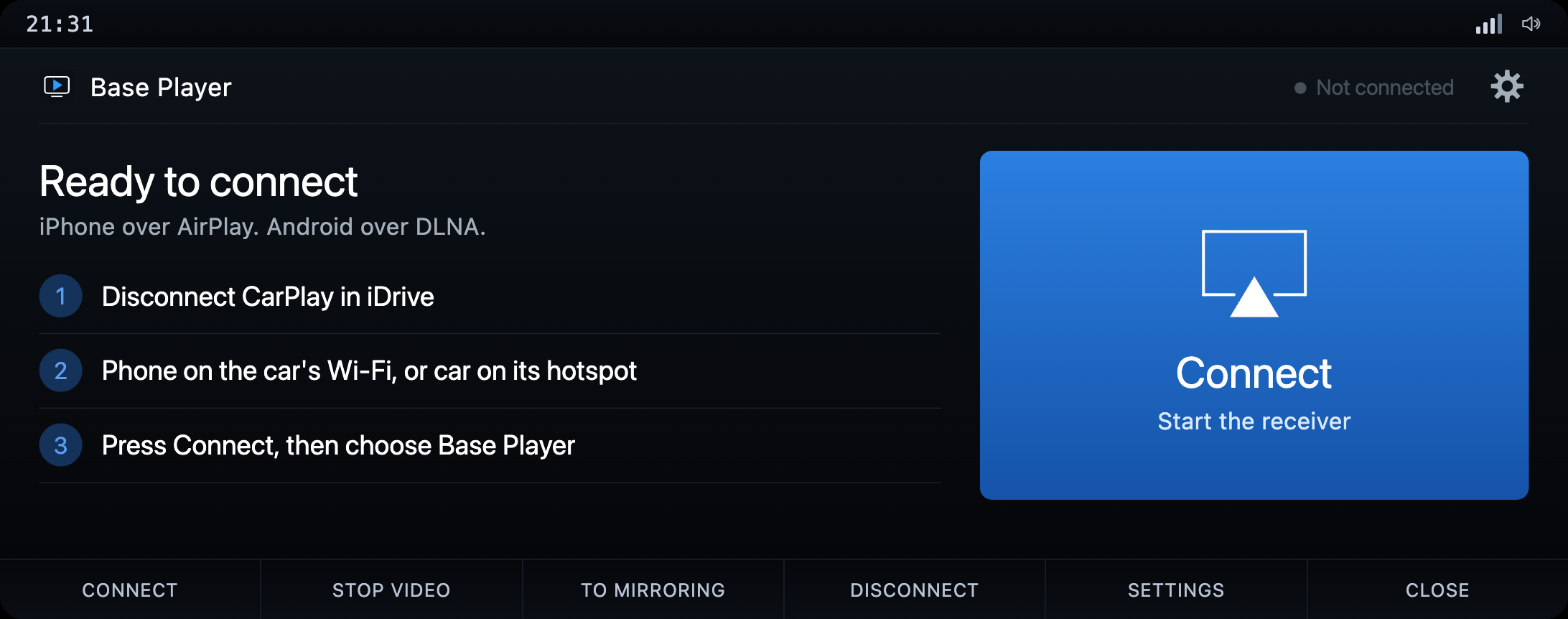 21:31
Base Player
Not connected
Ready to connect
iPhone over AirPlay. Android over DLNA.
1 Disconnect CarPlay in iDrive
2 Phone on the car's Wi-Fi, or car on its hotspot
3 Press Connect, then choose Base Player
Connect
Start the receiver
CONNECT STOP VIDEO TO MIRRORING DISCONNECT SETTINGS CLOSE